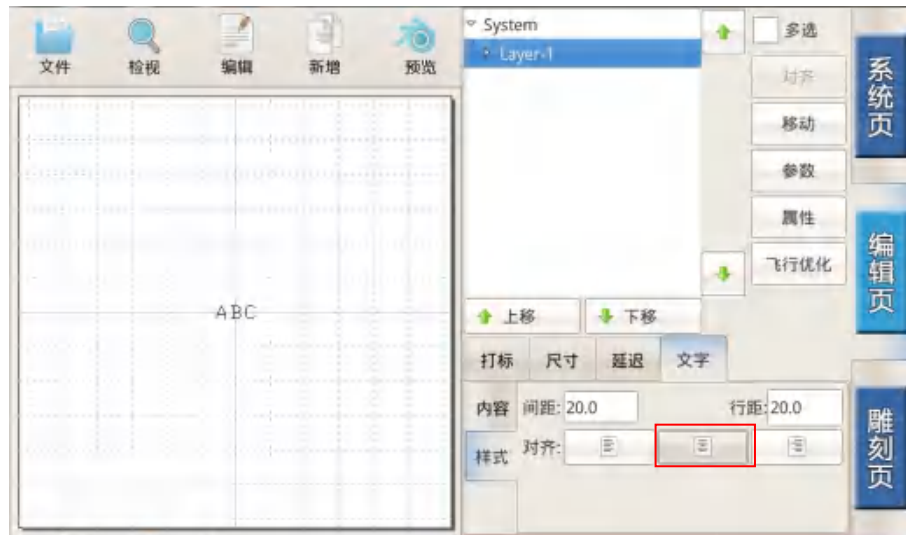 文件 检视 编辑 新增 预览
System
Layer-1
多选
对齐
移动
参数
属性
飞行优化
上移 下移
打标 尺寸 延迟 文字
内容 间距: 20.0 行距: 20.0
样式 对齐:
ABC
系统页
编辑页
雕刻页